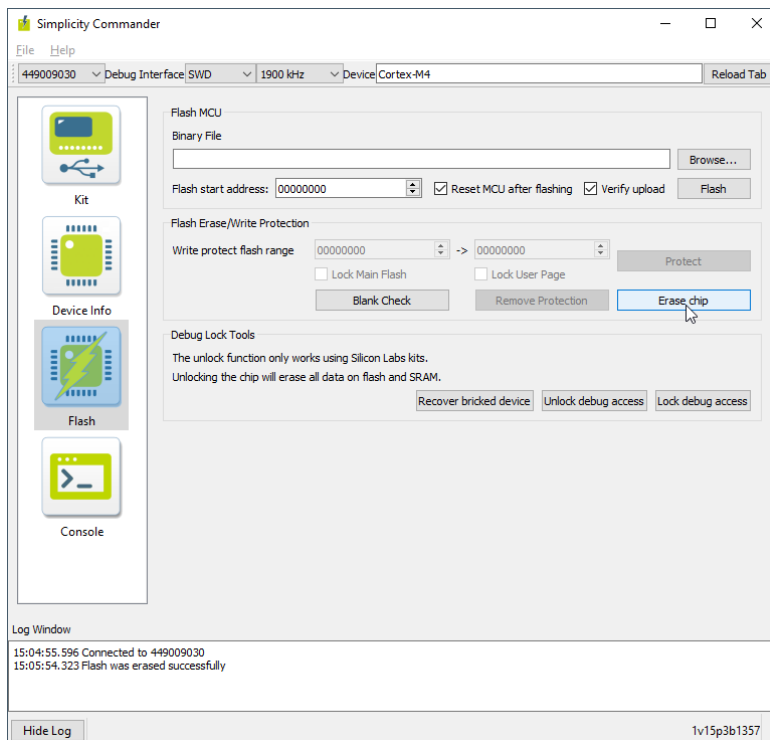 Simplicity Commander
File Help
449009030 Debug Interface SWD 1900 kHz Device Cortex-M4 Reload Tab
Kit
Device Info
Flash
Console
Flash MCU
Binary File
Browse...
Flash start address: 00000000 Reset MCU after flashing Verify upload Flash
Flash Erase/Write Protection
Write protect flash range 00000000 -> 00000000 Protect
Lock Main Flash Lock User Page
Blank Check Remove Protection Erase chip
Debug Lock Tools
The unlock function only works using Silicon Labs kits.
Unlocking the chip will erase all data on flash and SRAM.
Recover bricked device Unlock debug access Lock debug access
Log Window
15:04:55.596 Connected to 449009030
15:05:54.323 Flash was erased successfully
Hide Log 1v15p3b1357